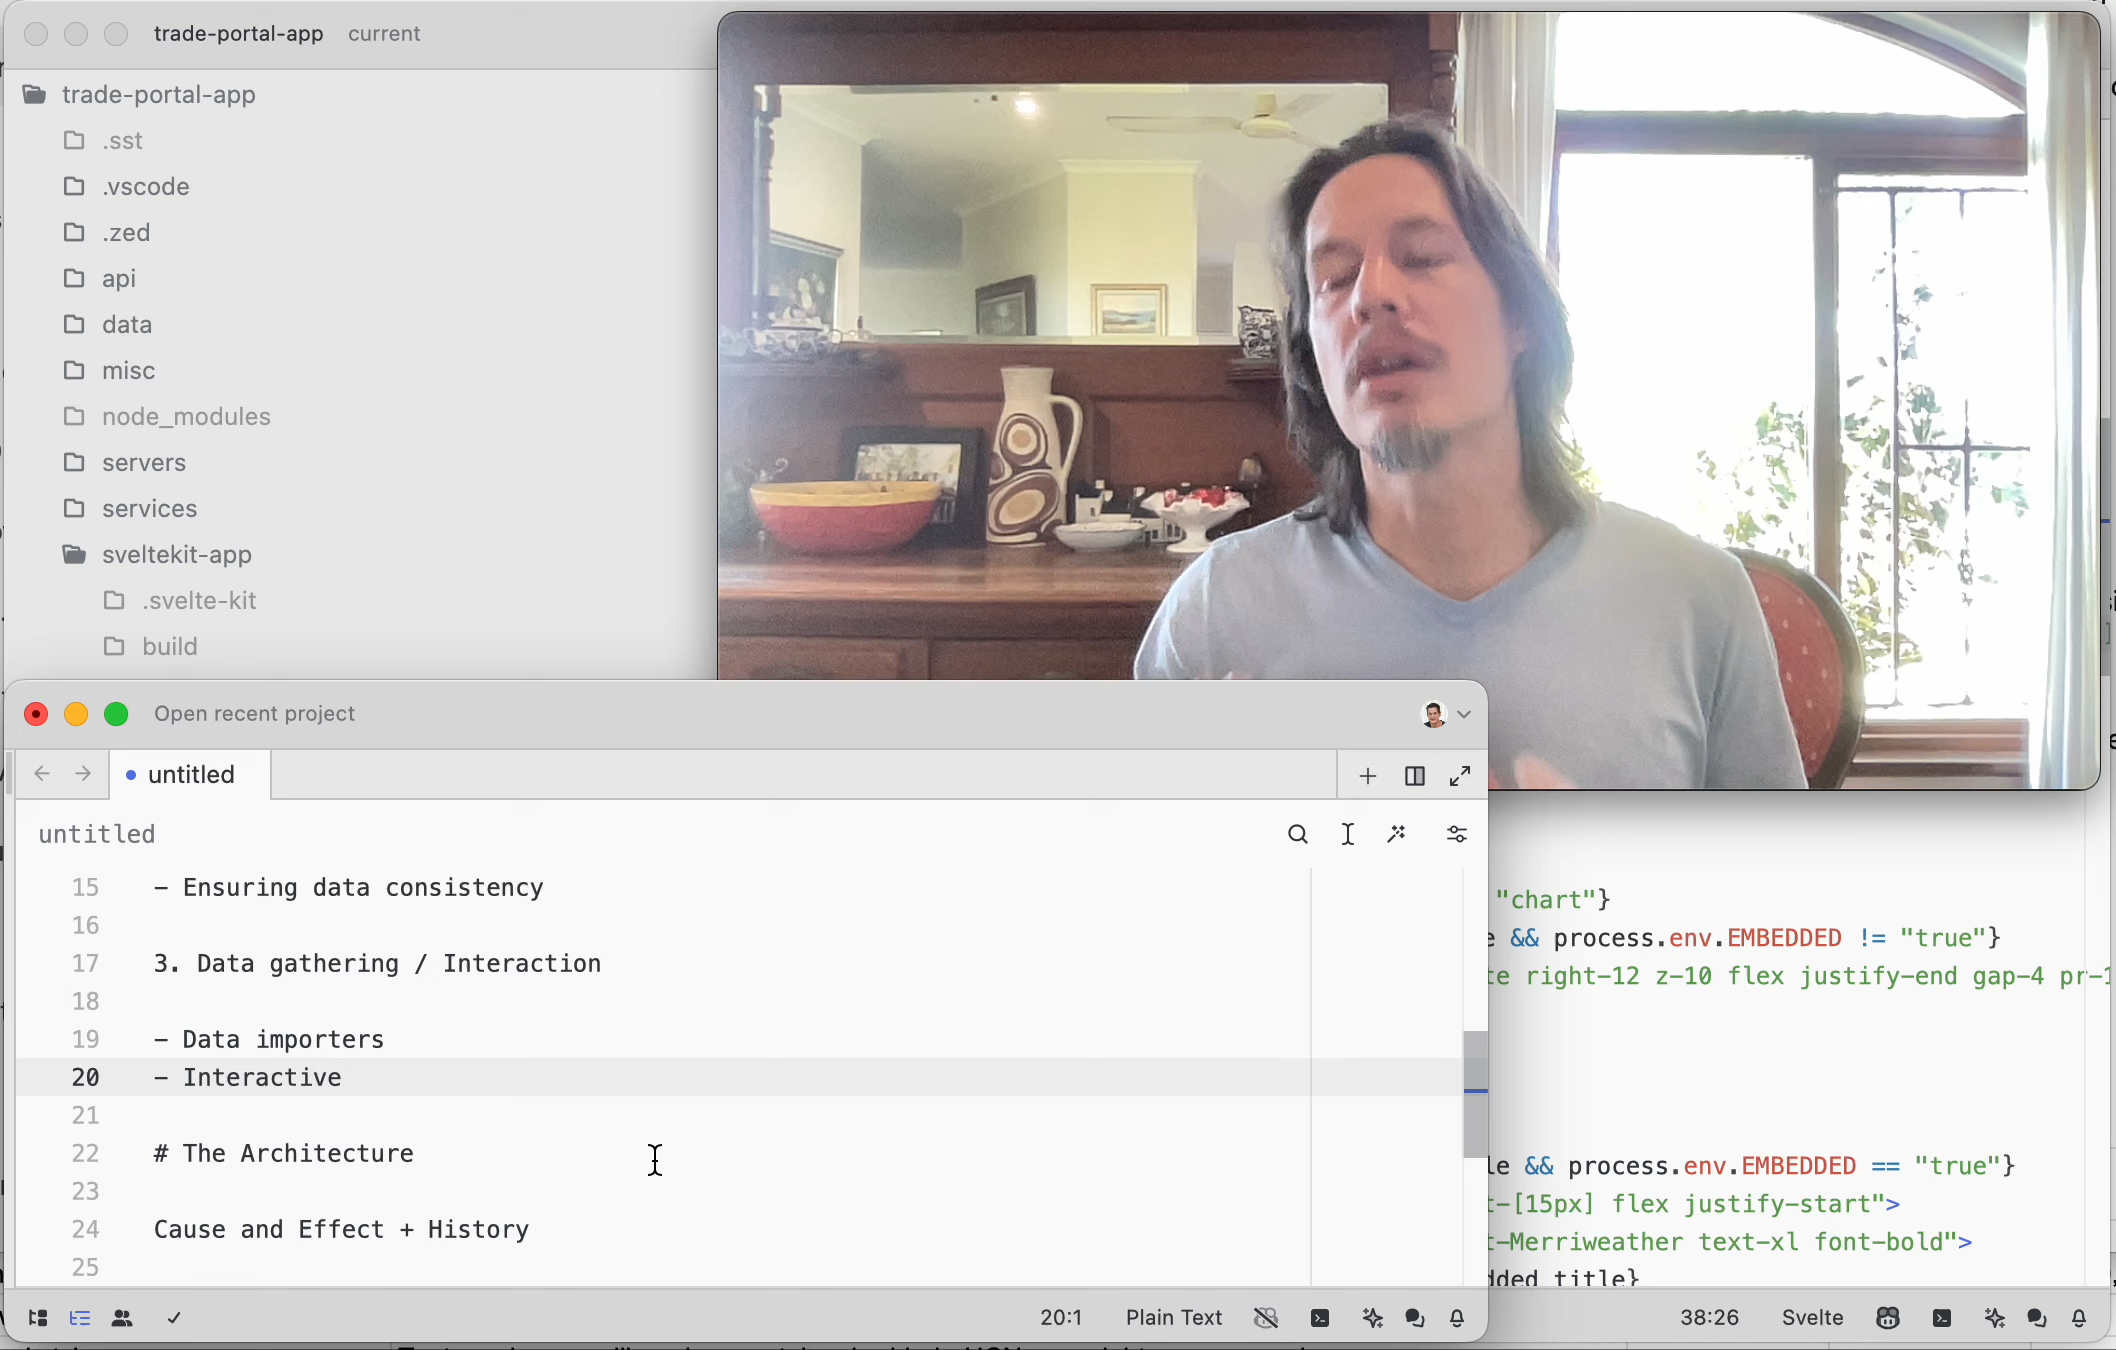 trade-portal-app current
trade-portal-app
.sst
.vscode
.zed
api
data
misc
node_modules
servers
services
sveltekit-app
.svelte-kit
build
Open recent project
untitled
untitled
15 - Ensuring data consistency
16
17 3. Data gathering / Interaction
18
19 - Data importers
20 - Interactive
21
22 # The Architecture
23
24 Cause and Effect + History
25
20:1 Plain Text
"chart"}
e && process.env.EMBEDDED != "true"}
te right-12 z-10 flex justify-end gap-4 pr-1
le && process.env.EMBEDDED == "true"}
t-[15px] flex justify-start">
t-Merriweather text-xl font-bold">
dded title}
38:26 Svelte